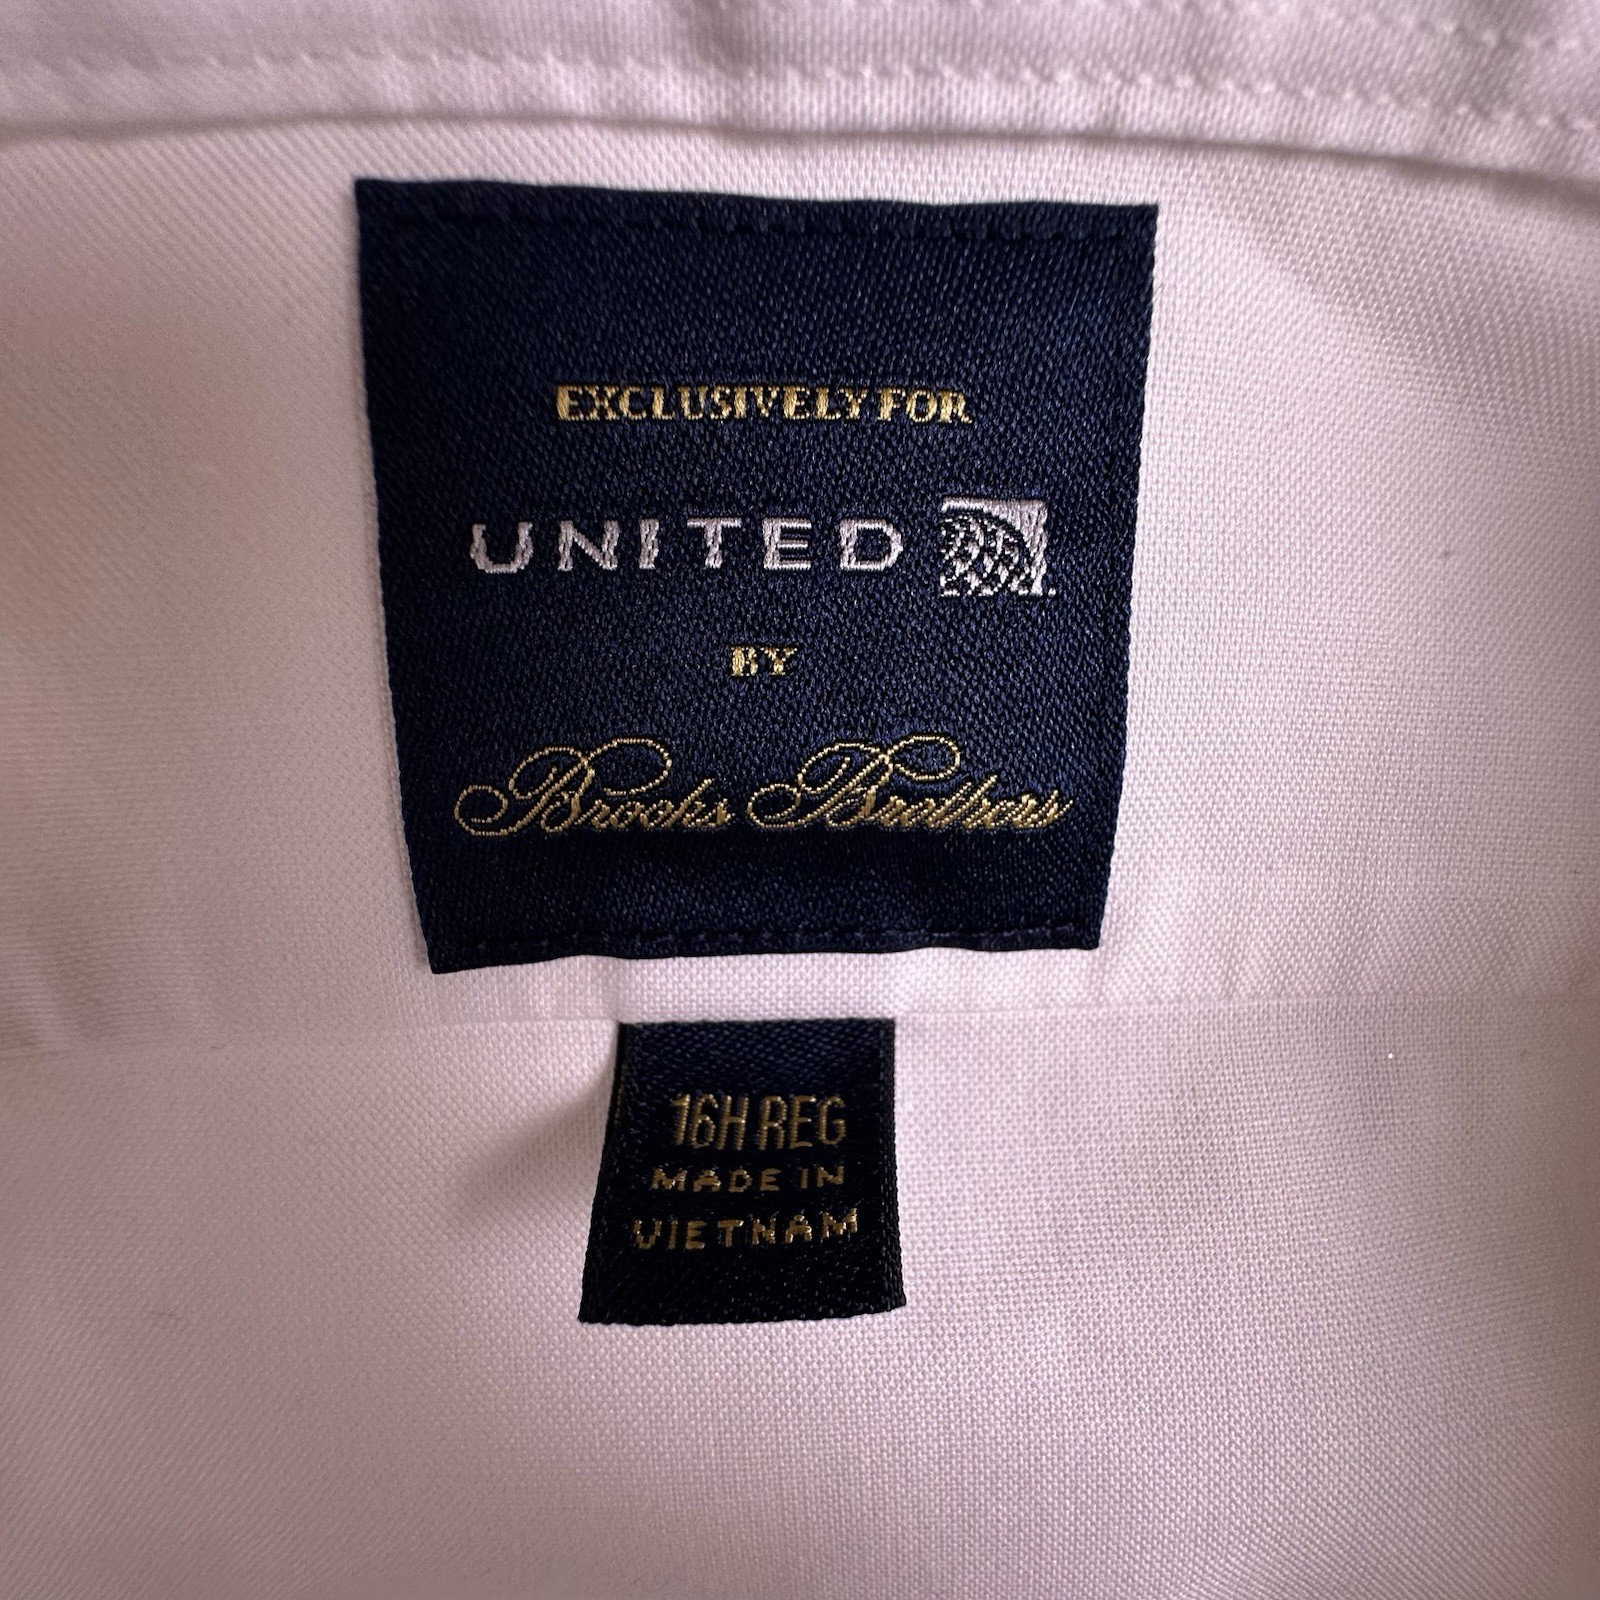 EXCLUSIVELY FOR
UNITED
BY
Brooks Brothers
16H REG
MADE IN
VIETNAM